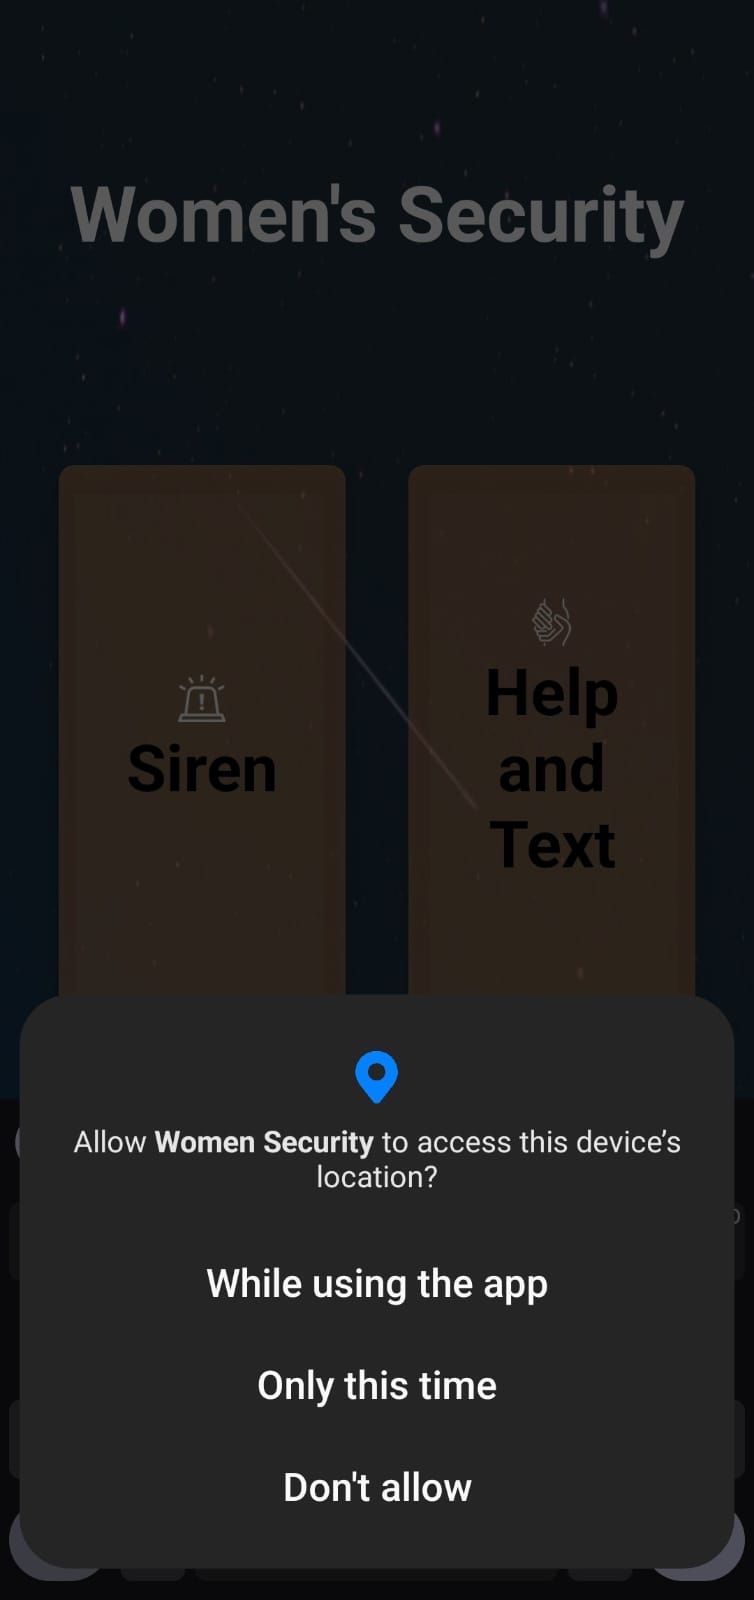 Women's Security
Siren
Help
and
Text
Allow Women Security to access this device’s
location?
While using the app
Only this time
Don't allow